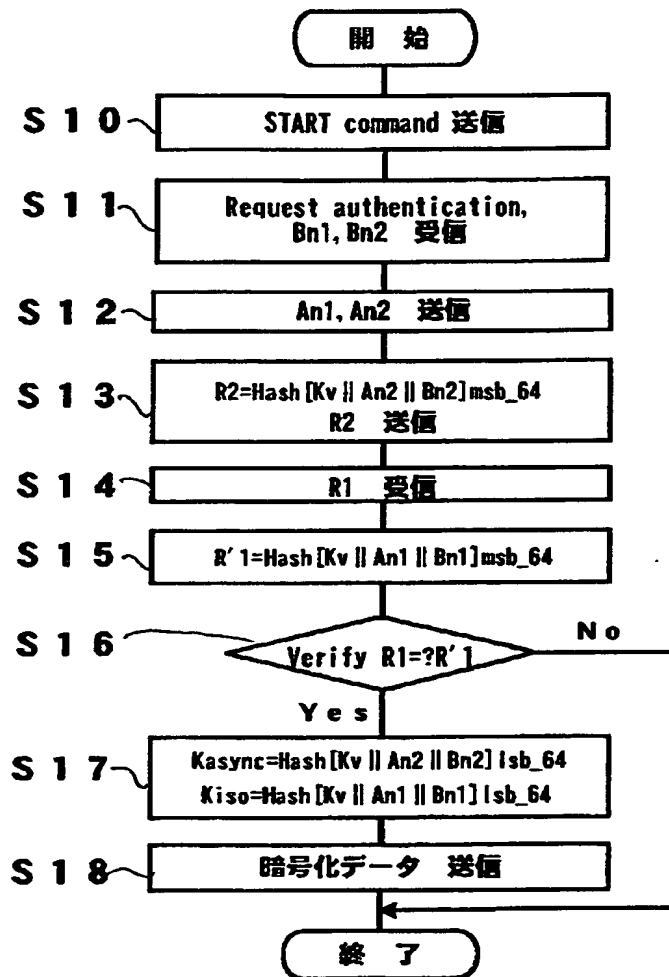 開 始
S10
START command 送信
S11
Request authentication,
Bn1, Bn2 受信
S12
An1, An2 送信
S13
R2=Hash[Kv || An2 || Bn2]msb_64
R2 送信
S14
R1 受信
S15
R'1=Hash[Kv || An1 || Bn1]msb_64
S16
Verify R1=?R'1
No
Yes
S17
Kasync=Hash[Kv || An2 || Bn2]lsb_64
Kiso=Hash[Kv || An1 || Bn1]lsb_64
S18
暗号化データ 送信
終 了